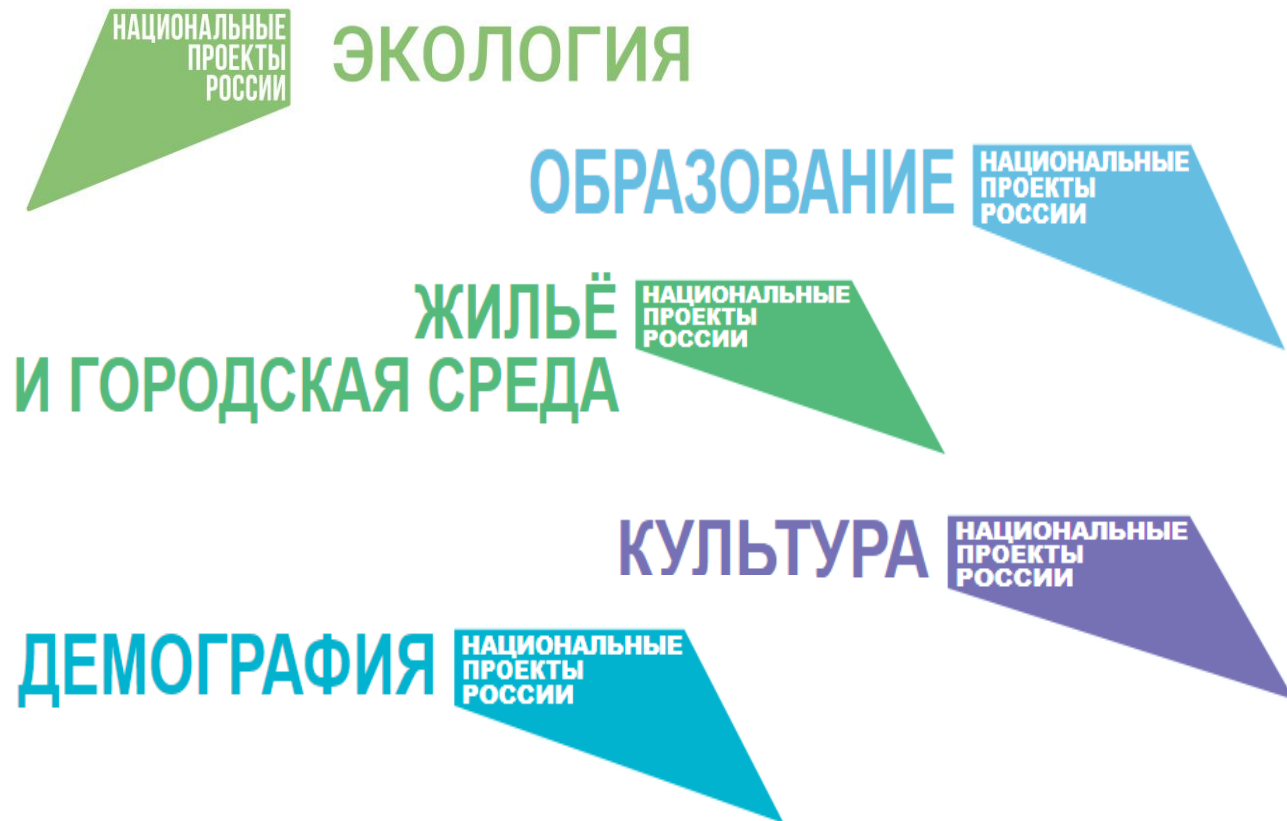 НАЦИОНАЛЬНЫЕ
ПРОЕКТЫ
РОССИИ
ЭКОЛОГИЯ
ОБРАЗОВАНИЕ
НАЦИОНАЛЬНЫЕ
ПРОЕКТЫ
РОССИИ
ЖИЛЬЁ
И ГОРОДСКАЯ СРЕДА
НАЦИОНАЛЬНЫЕ
ПРОЕКТЫ
РОССИИ
КУЛЬТУРА
НАЦИОНАЛЬНЫЕ
ПРОЕКТЫ
РОССИИ
ДЕМОГРАФИЯ
НАЦИОНАЛЬНЫЕ
ПРОЕКТЫ
РОССИИ